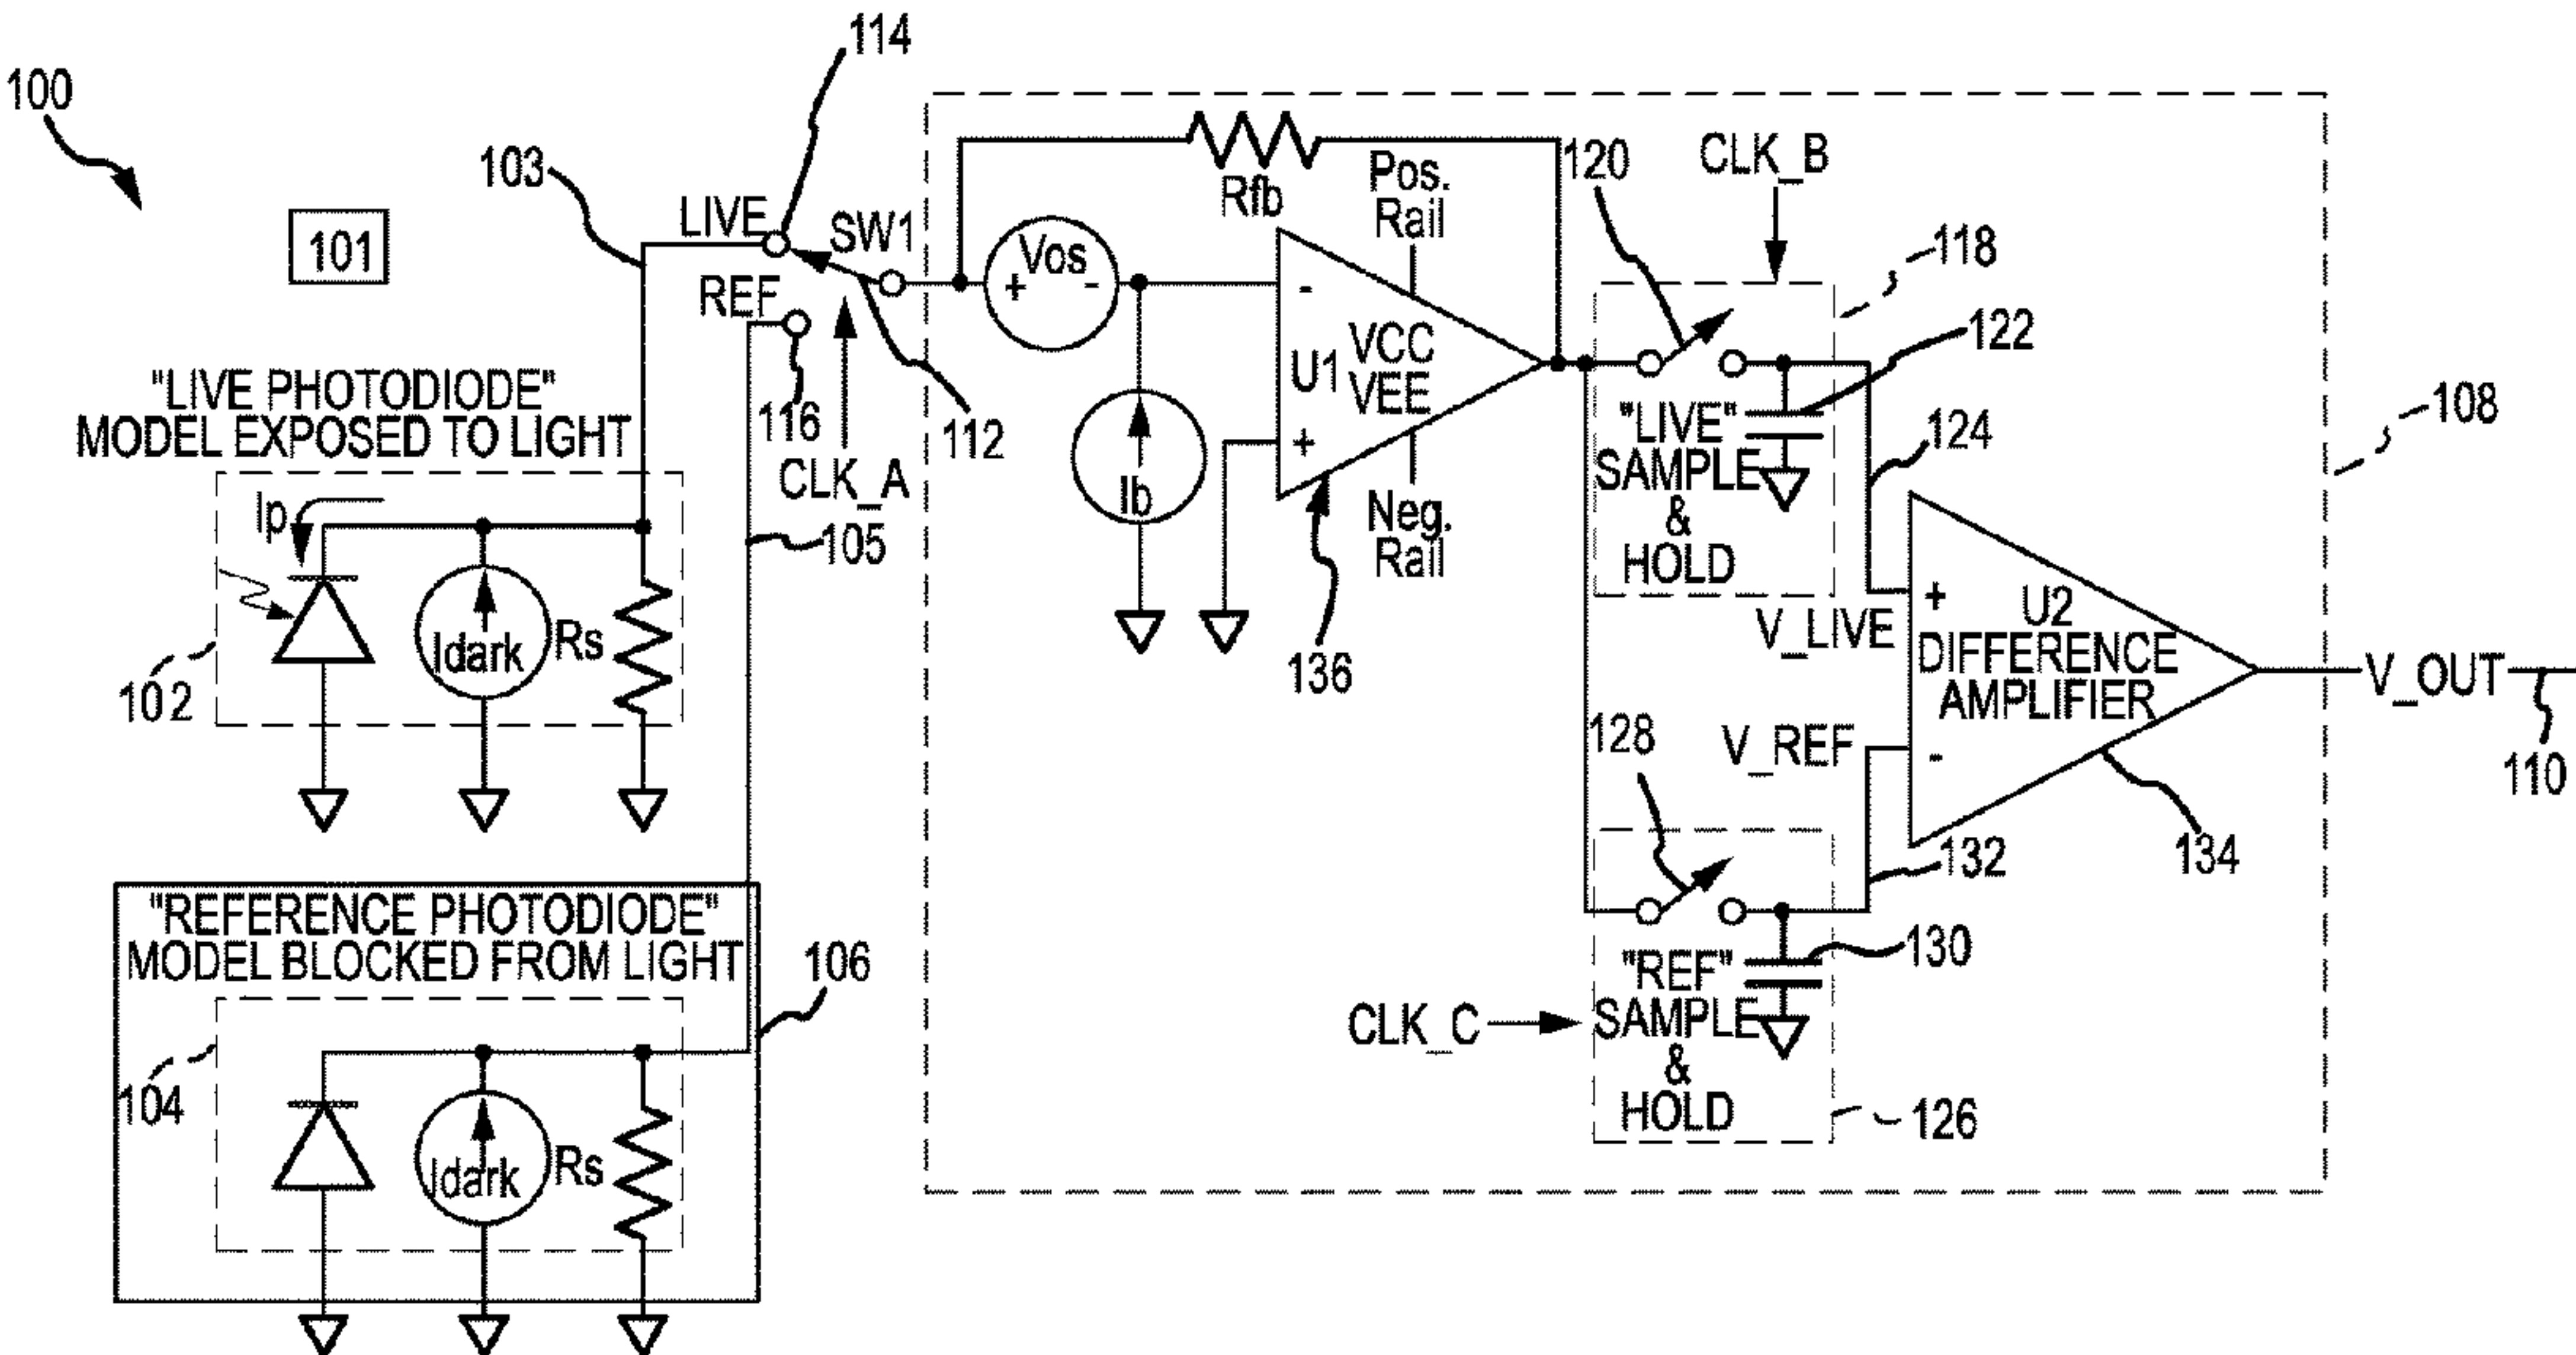 100
101
103
114
LIVE
SW1
REF
116
CLK_A
112
105
"LIVE PHOTODIODE"
MODEL EXPOSED TO LIGHT
Ip
Idark
Rs
102
"REFERENCE PHOTODIODE"
MODEL BLOCKED FROM LIGHT
106
104
Idark
Rs
Rfb
Vos
+ -
Ib
Pos.
Rail
-
U1
VCC
VEE
+
Neg.
Rail
136
120
CLK_B
118
122
"LIVE"
SAMPLE
&
HOLD
124
108
V_LIVE
+
U2
DIFFERENCE
AMPLIFIER
-
V_REF
V_OUT
110
134
132
128
130
"REF"
SAMPLE
&
HOLD
CLK_C
126